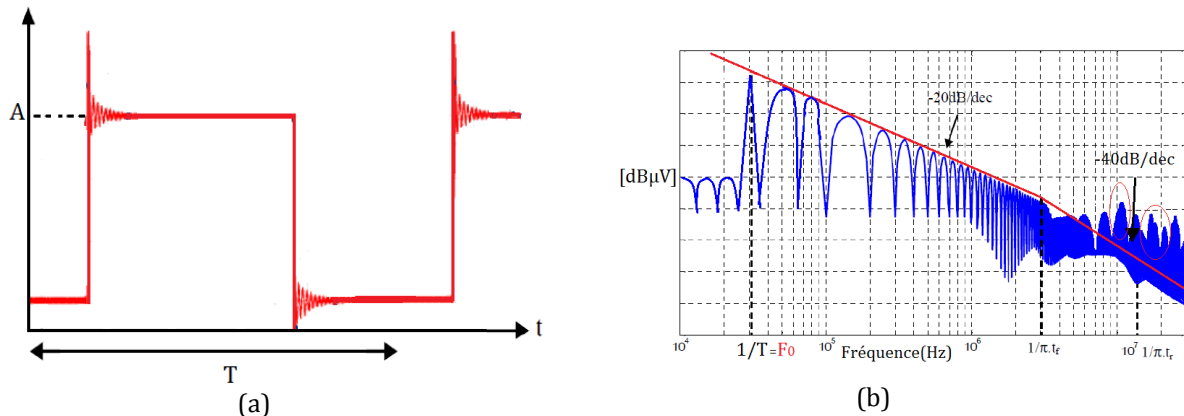 A
t
T
(a)
-20dB/dec
-40dB/dec
[dBµV]
10⁴
1/T=F0
10⁵
Fréquence(Hz)
10⁶
1/π.tf
10⁷
1/π.tr
(b)